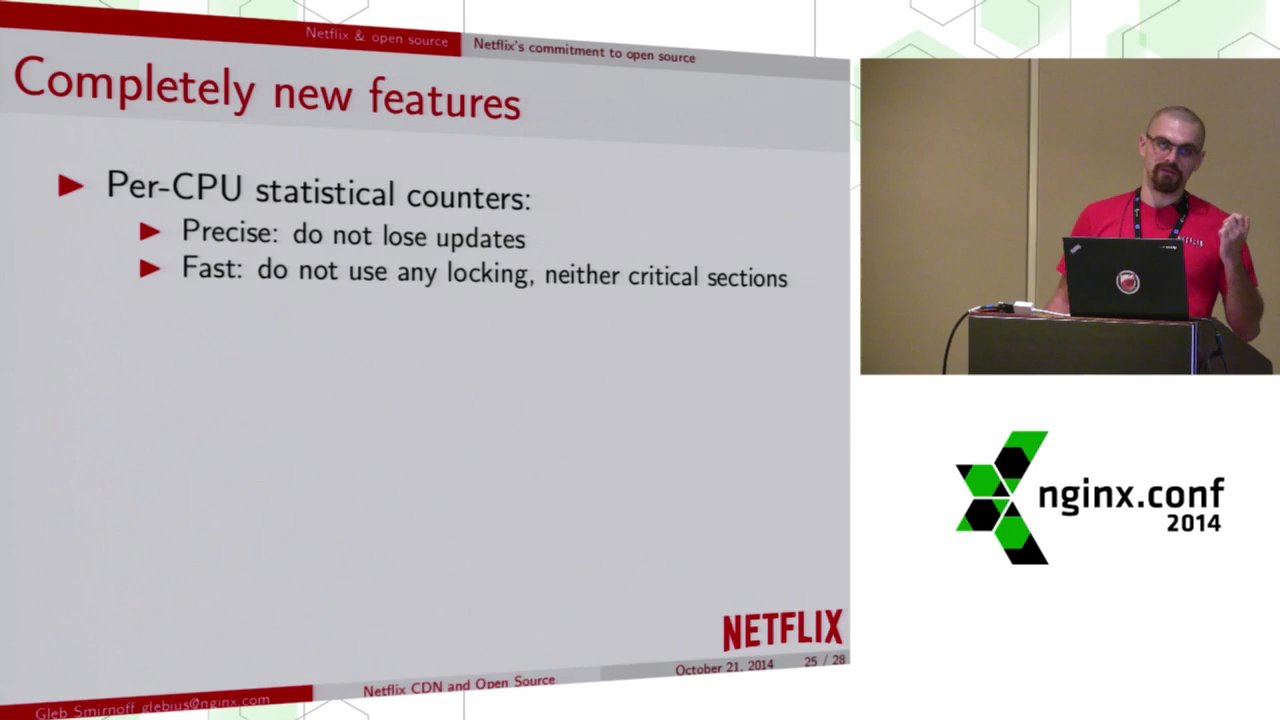 Netflix & open source
Netflix's commitment to open source
Completely new features
Per-CPU statistical counters:
Precise: do not lose updates
Fast: do not use any locking, neither critical sections
NETFLIX
October 21, 2014 25 / 28
Netflix CDN and Open Source
Gleb Smirnoff glebius@nginx.com
NETFLIX
nginx.conf
2014